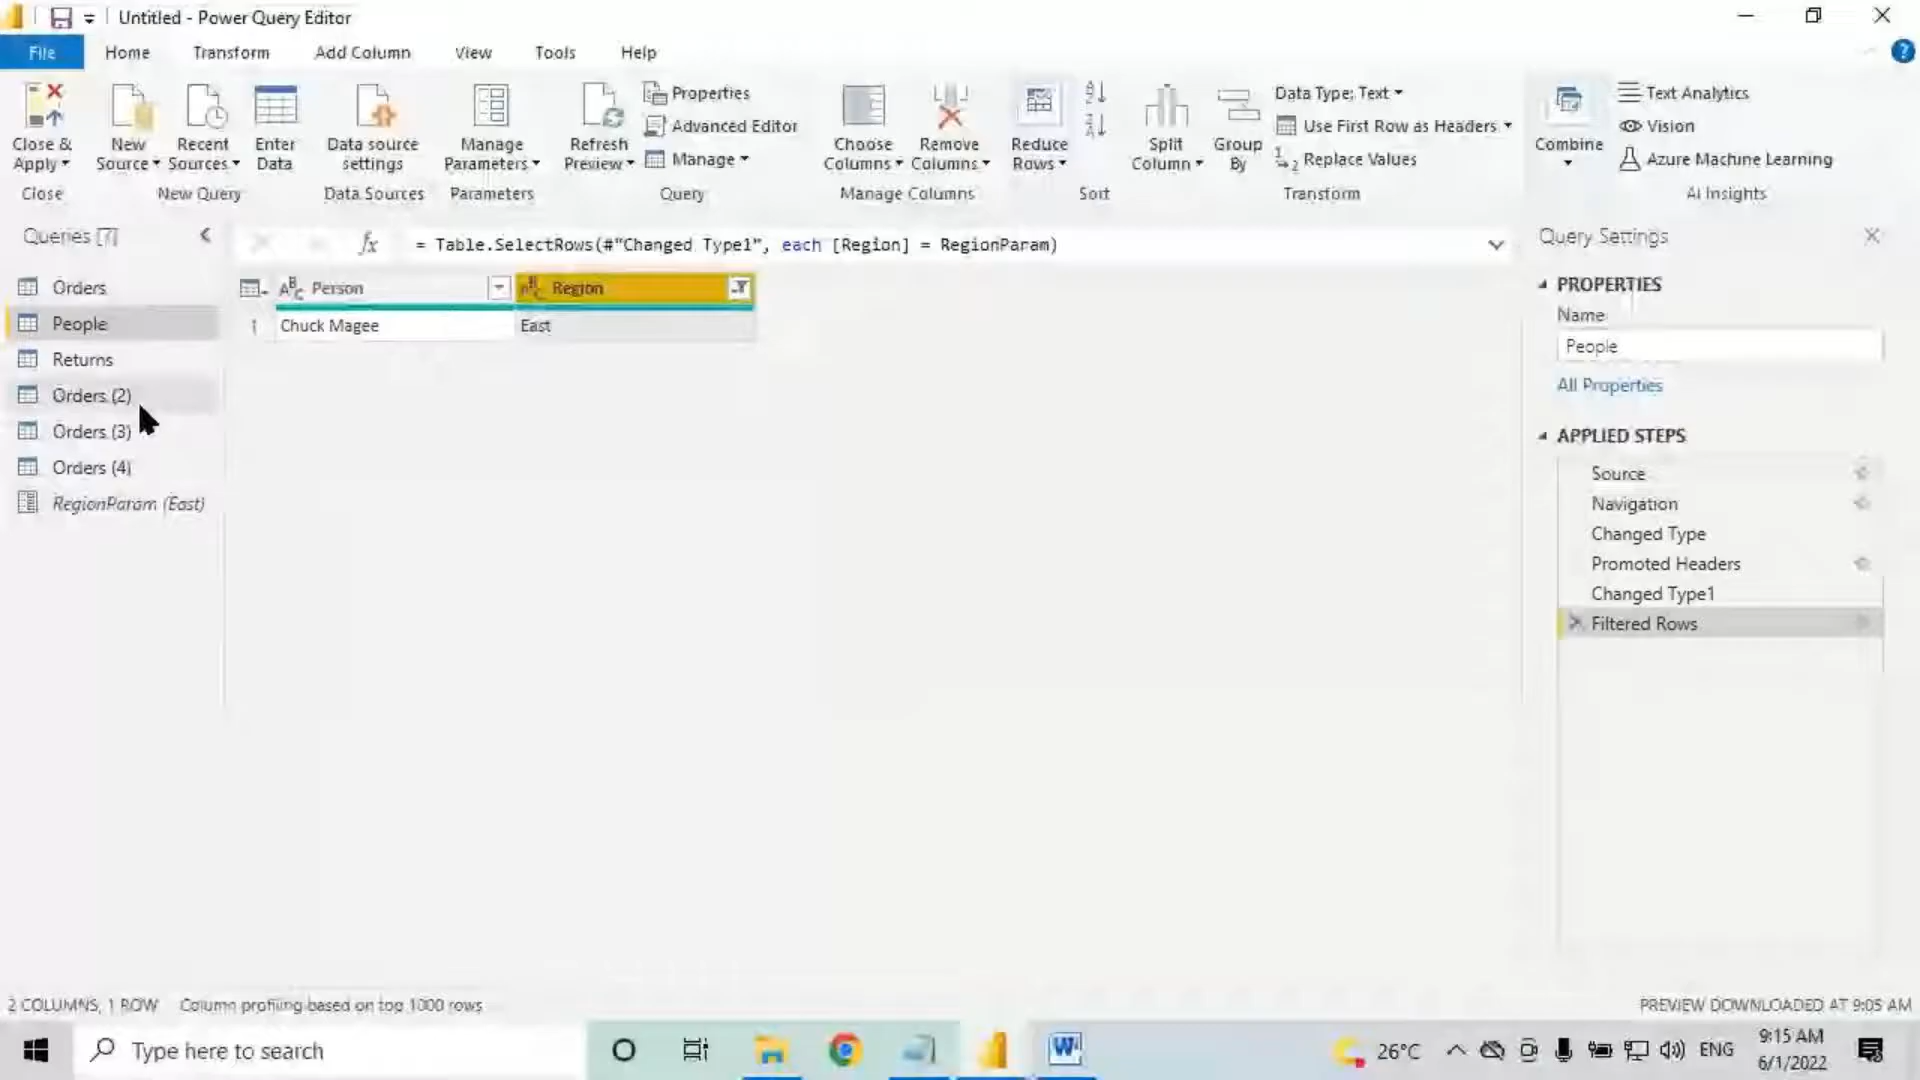 Untitled - Power Query Editor
File Home Transform Add Column View Tools Help
Close & Apply
New Source
Recent Sources
Enter Data
Data source settings
Manage Parameters
Refresh Preview
Properties
Advanced Editor
Manage
Choose Columns
Remove Columns
Reduce Rows
Split Column
Group By
Data Type: Text
Use First Row as Headers
Replace Values
Combine
Text Analytics
Vision
Azure Machine Learning
Close New Query Data Sources Parameters Query Manage Columns Sort Transform AI Insights
Queries [7]
fx = Table.SelectRows(#"Changed Type1", each [Region] = RegionParam)
Orders
People
Returns
Orders (2)
Orders (3)
Orders (4)
RegionParam (East)
Person Region
1 Chuck Magee East
Query Settings
PROPERTIES
Name
People
All Properties
APPLIED STEPS
Source
Navigation
Changed Type
Promoted Headers
Changed Type1
Filtered Rows
2 COLUMNS, 1 ROW Column profiling based on top 1000 rows
PREVIEW DOWNLOADED AT 9:05 AM
Type here to search
26°C
ENG
9:15 AM
6/1/2022